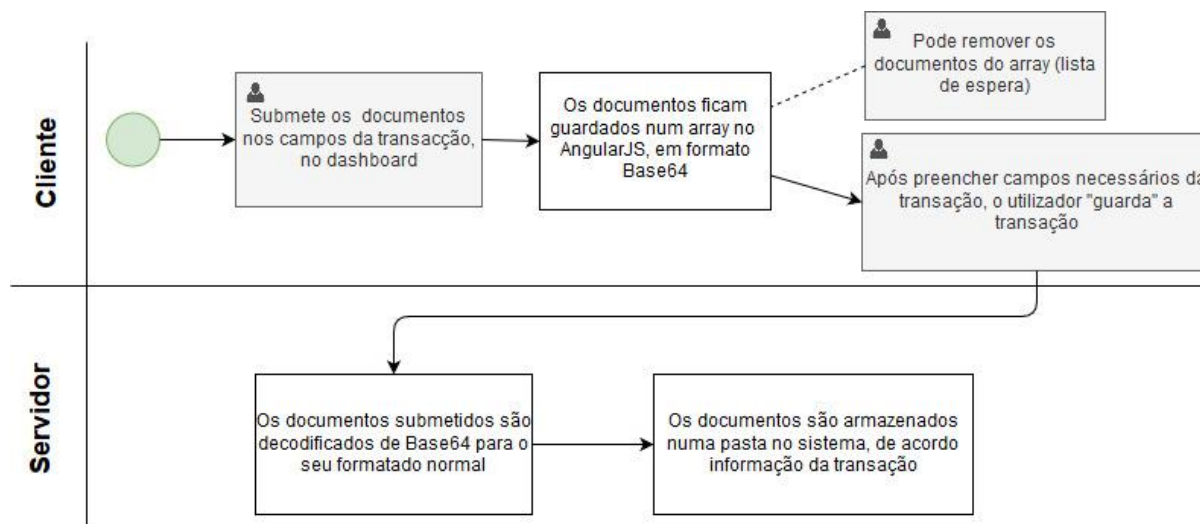 Cliente
Submete os documentos
nos campos da transacção,
no dashboard
Os documentos ficam
guardados num array no
AngularJS, em formato
Base64
Pode remover os
documentos do array (lista
de espera)
Após preencher campos necessários da
transação, o utilizador "guarda" a
transação
Servidor
Os documentos submetidos são
decodificados de Base64 para o
seu formatado normal
Os documentos são armazenados
numa pasta no sistema, de acordo
informação da transação